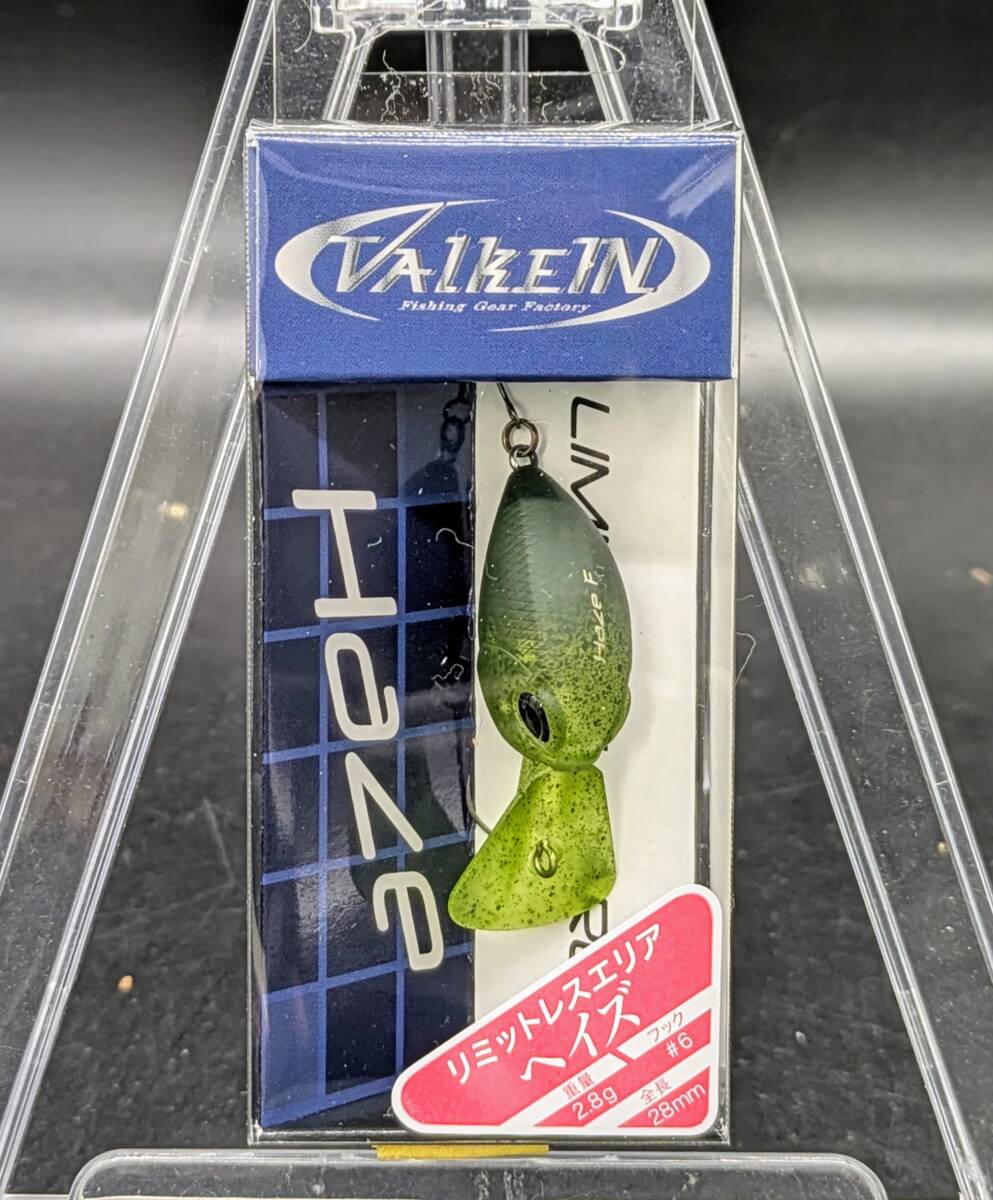 VALKEIN
Fishing Gear Factory
Haze
Haze F
リミットレスエリア
ヘイズ
重量
2.8g
フック
#6
全長
28mm